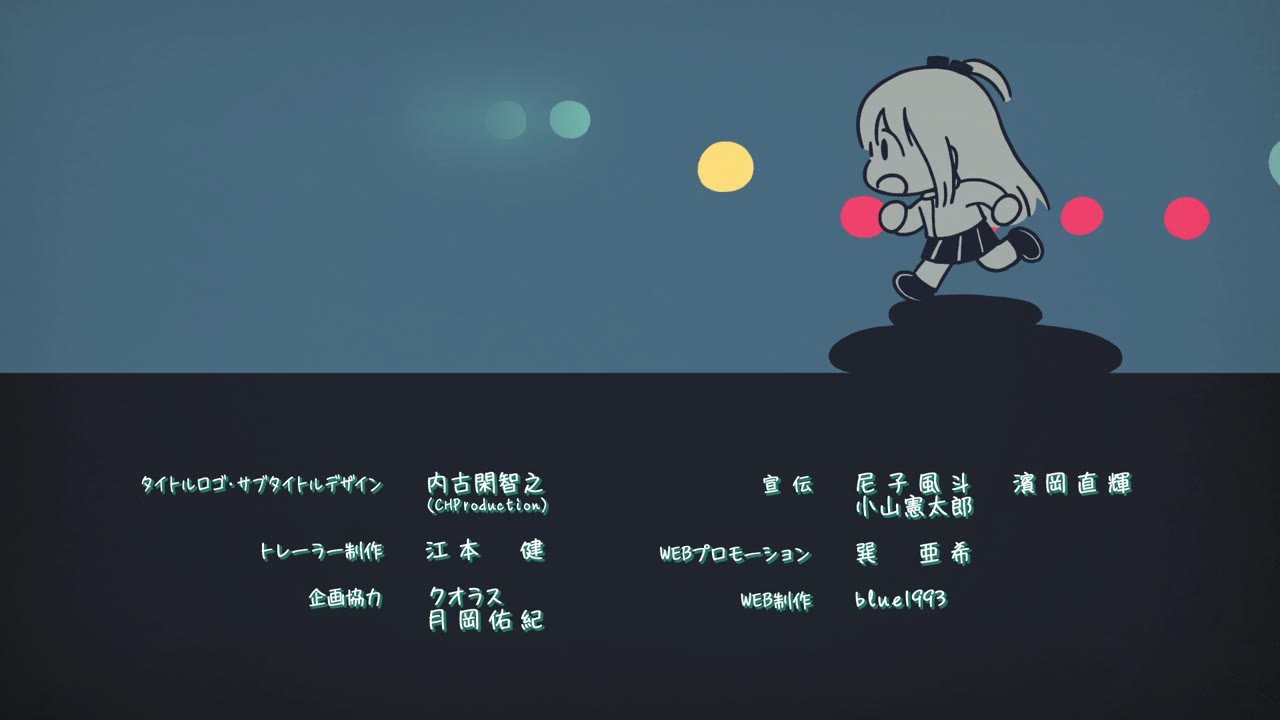 タイトルロゴ・サブタイトルデザイン 内古閑智之
(CHProduction)
トレーラー制作 江本 健
企画協力 クオラス
月岡佑紀
宣伝 尼子風斗 濱岡直輝
小山憲太郎
WEBプロモーション 巽 亜希
WEB制作 blue1993